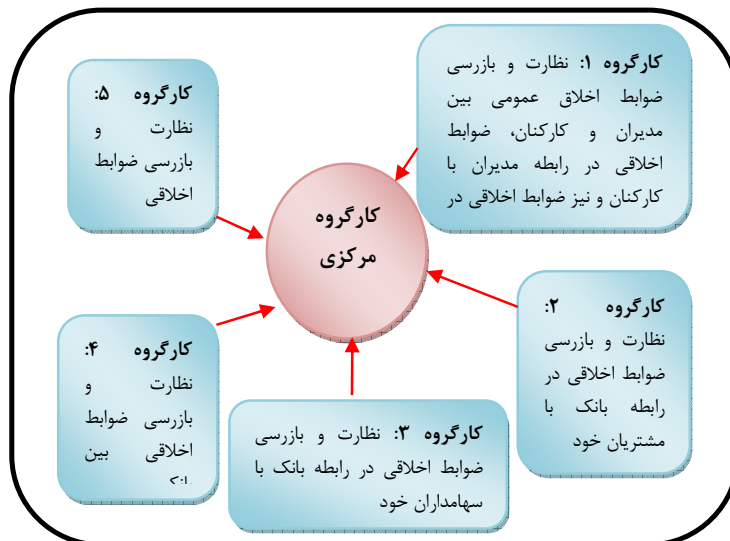 کارگروه ۱: نظارت و بازرسی
ضوابط اخلاق عمومی بین
مدیران و کارکنان، ضوابط
اخلاقی در رابطه مدیران با
کارکنان و نیز ضوابط اخلاقی در
کارگروه ۵:
نظارت و
بازرسی ضوابط
اخلاقی
کارگروه
مرکزی
کارگروه ۲:
نظارت و بازرسی
ضوابط اخلاقی در
رابطه بانک با
مشتریان خود
کارگروه ۳: نظارت و بازرسی
ضوابط اخلاقی در رابطه بانک با
سهامداران خود
کارگروه ۴:
نظارت و
بازرسی ضوابط
اخلاقی بین